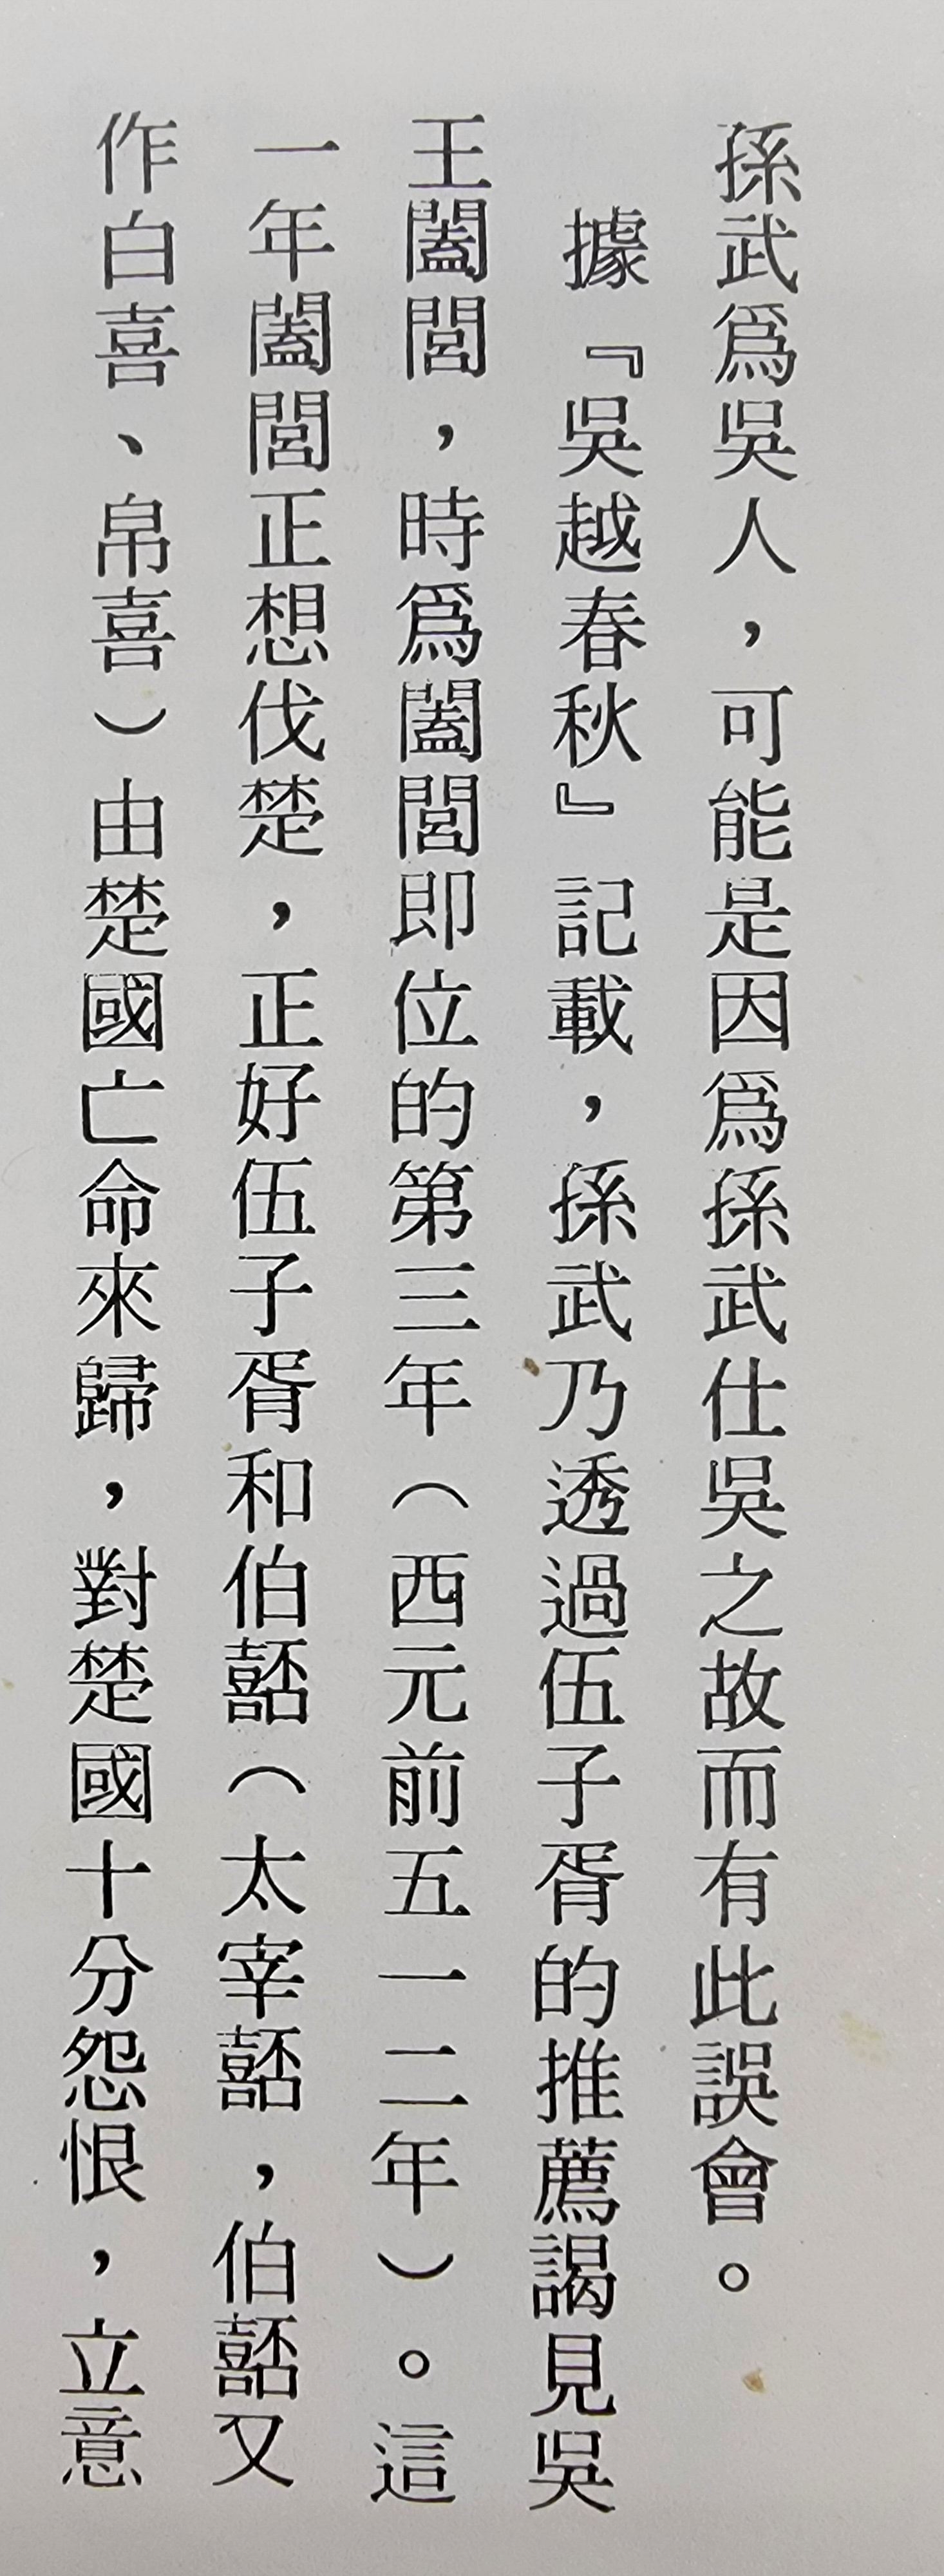 孫武爲吳人，可能是因爲孫武仕吳之故而有此誤會。
據『吳越春秋』記載，孫武乃透過伍子胥的推薦謁見吳
王闔閭，時爲闔閭即位的第三年（西元前五一二年）。這
一年闔閭正想伐楚，正好伍子胥和伯嚭（太宰嚭，伯嚭又
作白喜、帛喜）由楚國亡命來歸，對楚國十分怨恨，立意